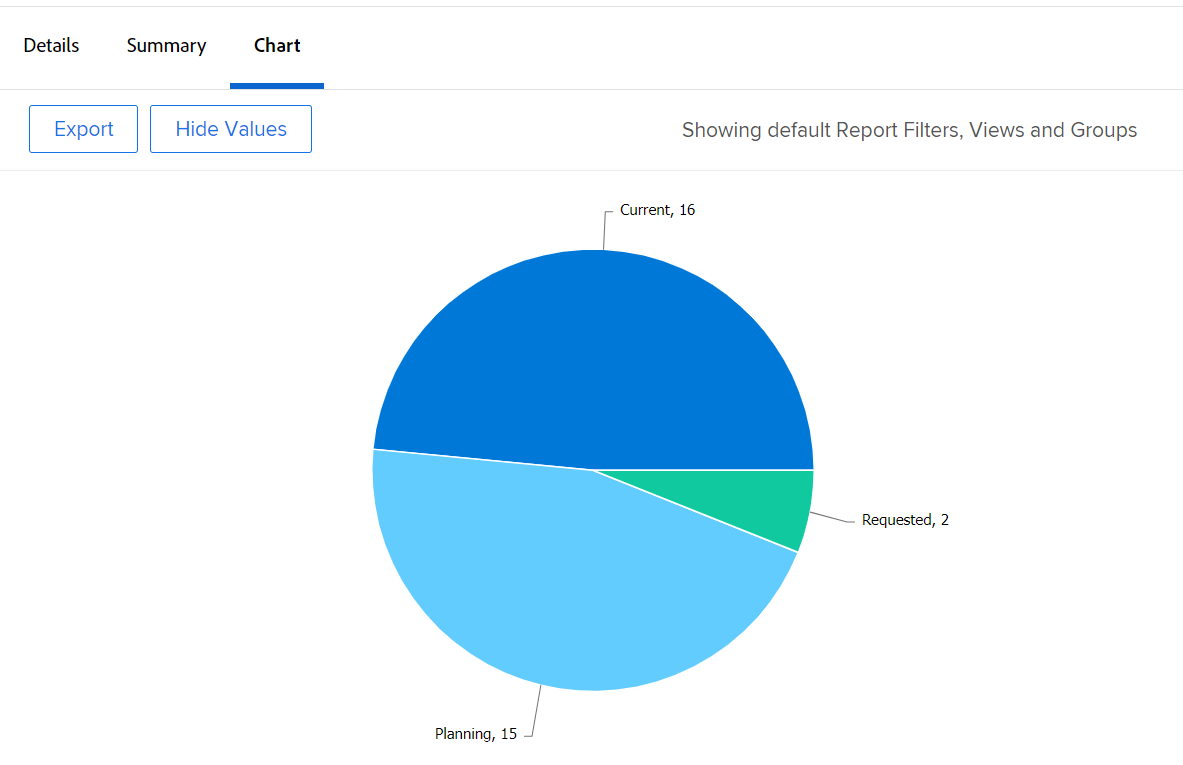 Details Summary Chart
Export Hide Values Showing default Report Filters, Views and Groups
Current, 16
Requested, 2
Planning, 15